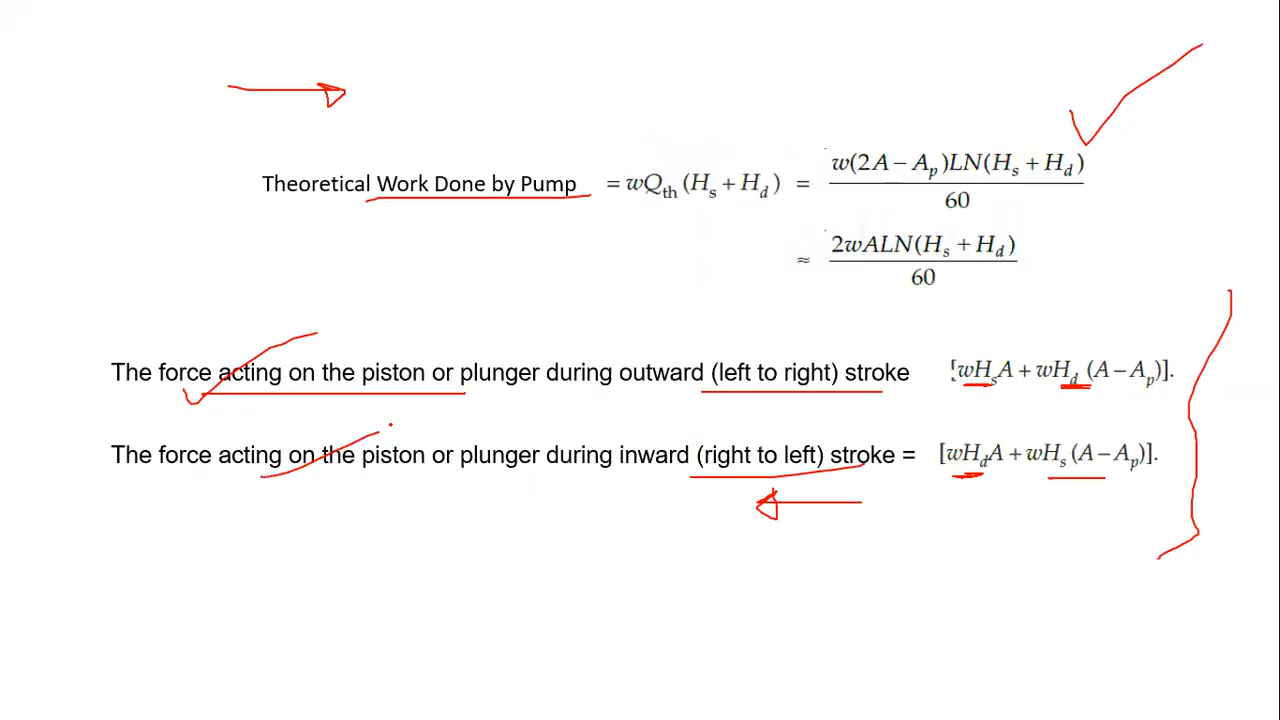 Theoretical Work Done by Pump = wQ_th (H_s + H_d) = w(2A − A_p)LN(H_s + H_d) / 60
≈ 2wALN(H_s + H_d) / 60
The force acting on the piston or plunger during outward (left to right) stroke [wH_sA + wH_d (A − A_p)].
The force acting on the piston or plunger during inward (right to left) stroke = [wH_dA + wH_s (A − A_p)].